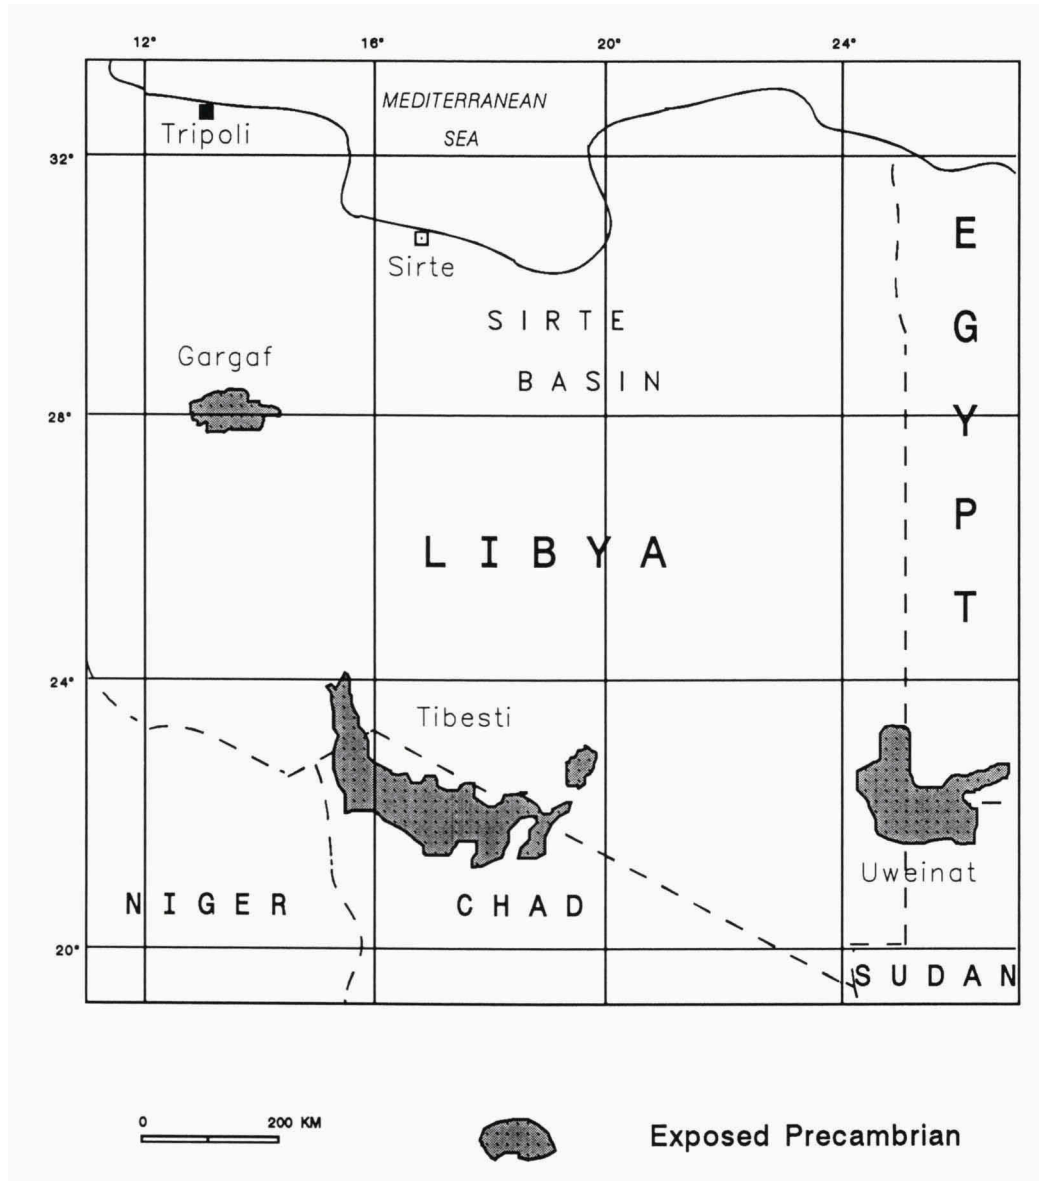 12° 16° 20° 24°
MEDITERRANEAN
SEA
Tripoli
32°
E
Sirte
SIRTE
G
Gargaf
BASIN
28°
Y
P
LIBYA
T
24°
Tibesti
Uweinat
NIGER
CHAD
20°
SUDAN
0 200 KM
Exposed Precambrian